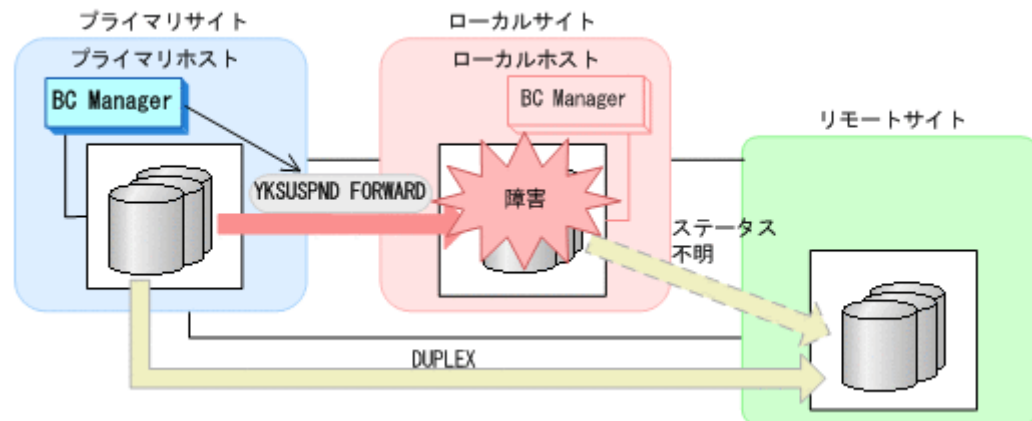 プライマリサイト
ローカルサイト
プライマリホスト
ローカルホスト
BC Manager
BC Manager
リモートサイト
YKSUSPND FORWARD
障害
ステータス
不明
DUPLEX